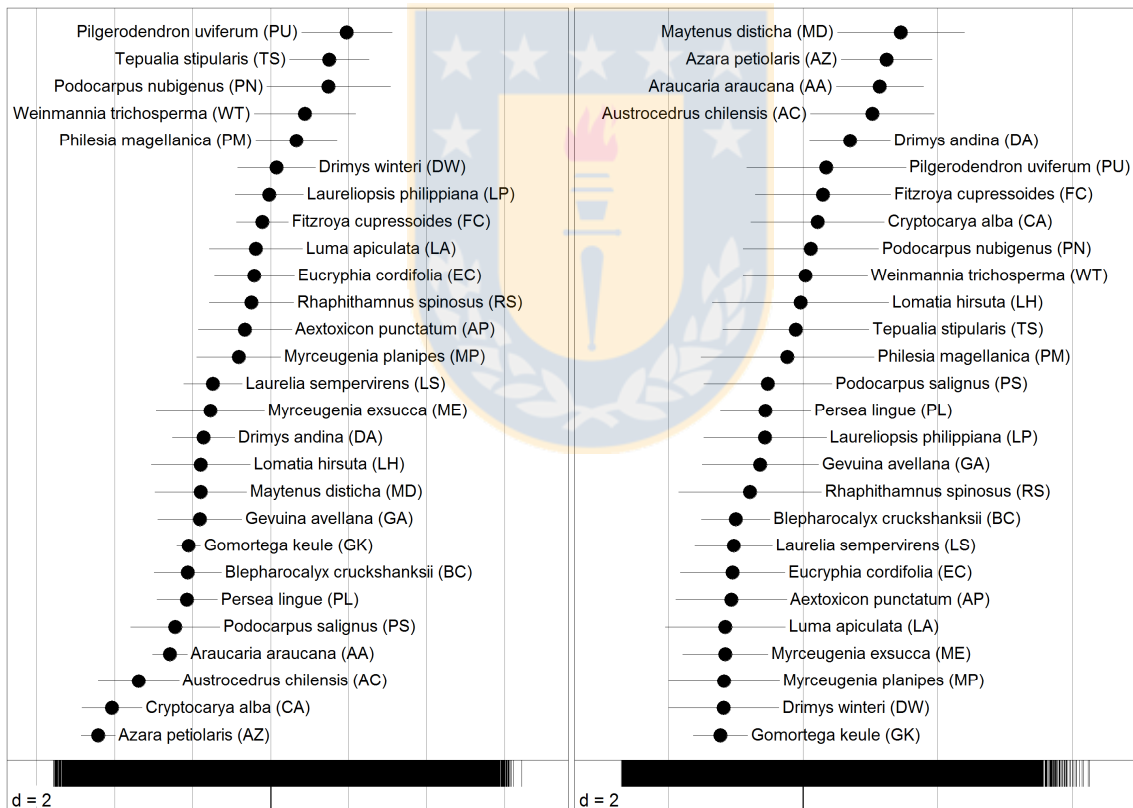 Pilgerodendron uviferum (PU)
Tepualia stipularis (TS)
Podocarpus nubigenus (PN)
Weinmannia trichosperma (WT)
Philesia magellanica (PM)
Drimys winteri (DW)
Laureliopsis philippiana (LP)
Fitzroya cupressoides (FC)
Luma apiculata (LA)
Eucryphia cordifolia (EC)
Rhaphithamnus spinosus (RS)
Aextoxicon punctatum (AP)
Myrceugenia planipes (MP)
Laurelia sempervirens (LS)
Myrceugenia exsucca (ME)
Drimys andina (DA)
Lomatia hirsuta (LH)
Maytenus disticha (MD)
Gevuina avellana (GA)
Gomortega keule (GK)
Blepharocalyx cruckshanksii (BC)
Persea lingue (PL)
Podocarpus salignus (PS)
Araucaria araucana (AA)
Austrocedrus chilensis (AC)
Cryptocarya alba (CA)
Azara petiolaris (AZ)
d = 2
Maytenus disticha (MD)
Azara petiolaris (AZ)
Araucaria araucana (AA)
Austrocedrus chilensis (AC)
Drimys andina (DA)
Pilgerodendron uviferum (PU)
Fitzroya cupressoides (FC)
Cryptocarya alba (CA)
Podocarpus nubigenus (PN)
Weinmannia trichosperma (WT)
Lomatia hirsuta (LH)
Tepualia stipularis (TS)
Philesia magellanica (PM)
Podocarpus salignus (PS)
Persea lingue (PL)
Laureliopsis philippiana (LP)
Gevuina avellana (GA)
Rhaphithamnus spinosus (RS)
Blepharocalyx cruckshanksii (BC)
Laurelia sempervirens (LS)
Eucryphia cordifolia (EC)
Aextoxicon punctatum (AP)
Luma apiculata (LA)
Myrceugenia exsucca (ME)
Myrceugenia planipes (MP)
Drimys winteri (DW)
Gomortega keule (GK)
d = 2